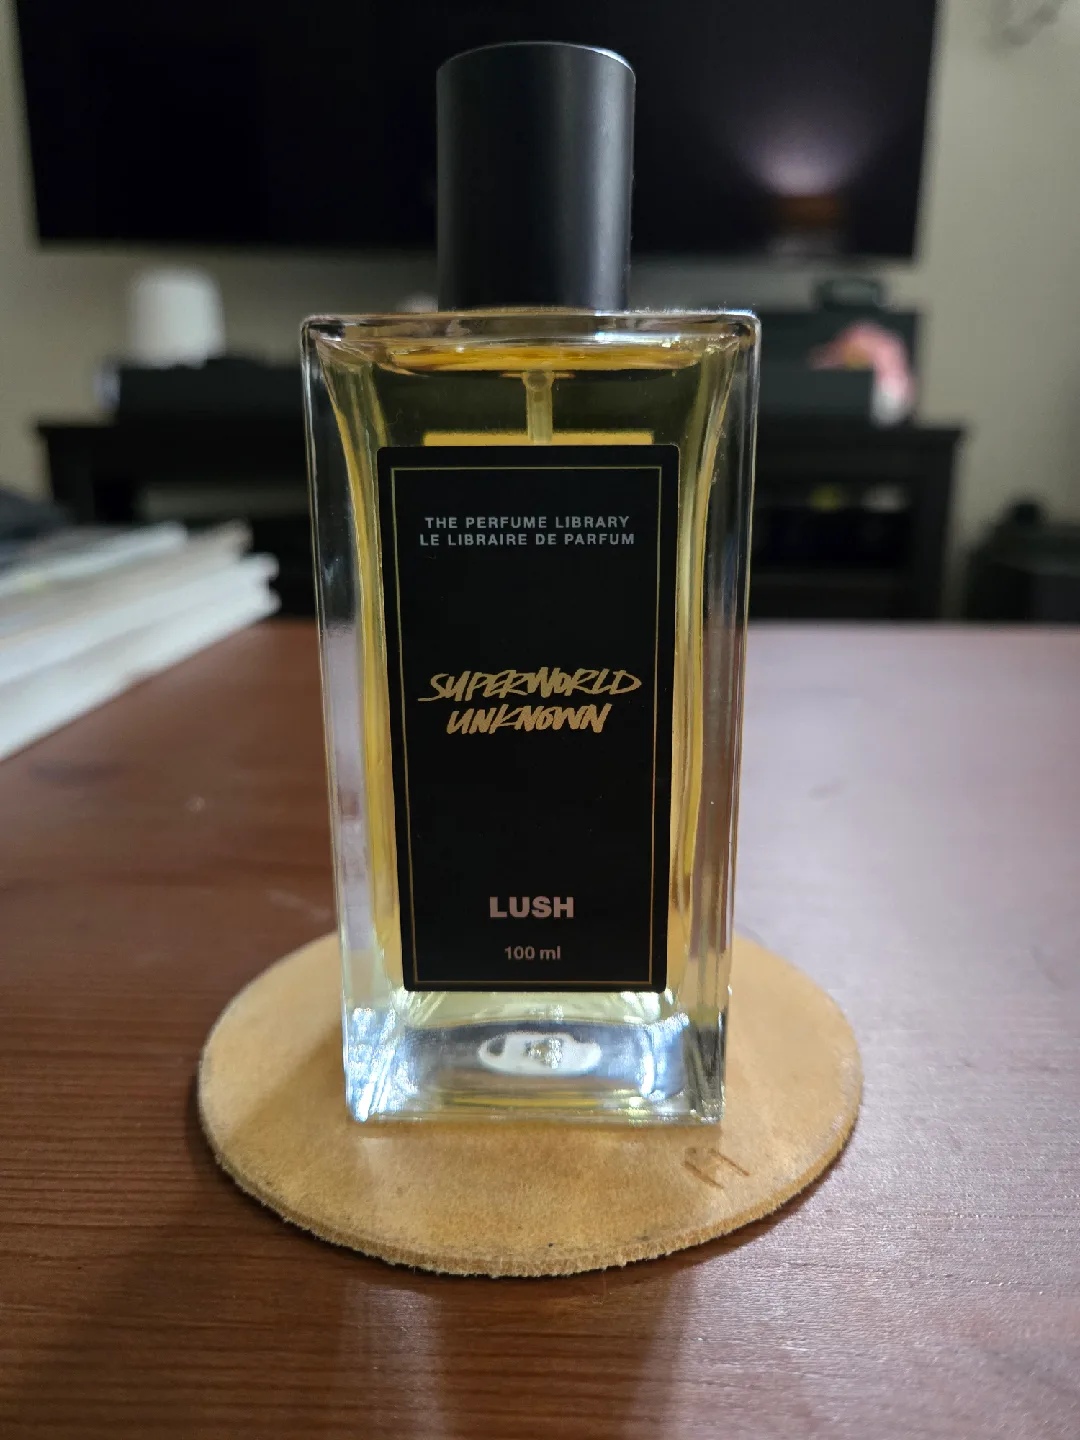 THE PERFUME LIBRARY
LE LIBRAIRE DE PARFUM
SUPERWORLD
UNKNOWN
LUSH
100 ml